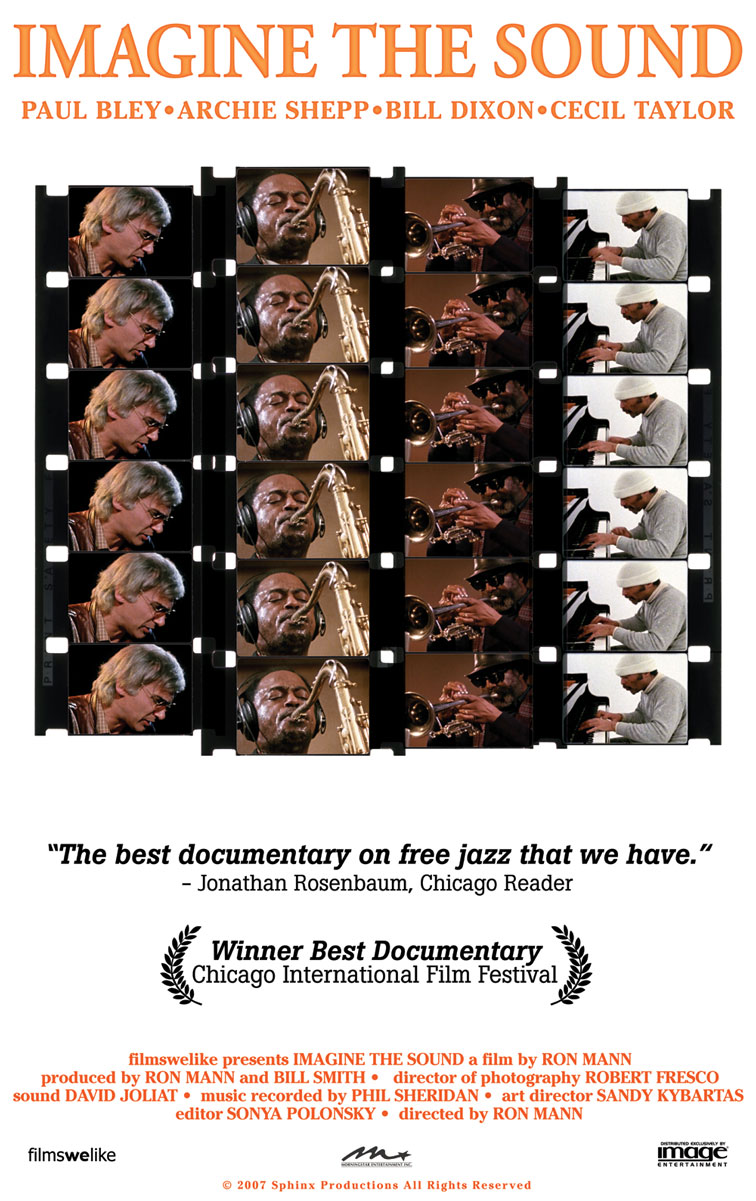 IMAGINE THE SOUND
PAUL BLEY•ARCHIE SHEPP•BILL DIXON•CECIL TAYLOR
"The best documentary on free jazz that we have."
– Jonathan Rosenbaum, Chicago Reader
Winner Best Documentary
Chicago International Film Festival
filmswelike presents IMAGINE THE SOUND a film by RON MANN
produced by RON MANN and BILL SMITH • director of photography ROBERT FRESCO
sound DAVID JOLIAT • music recorded by PHIL SHERIDAN • art director SANDY KYBARTAS
editor SONYA POLONSKY • directed by RON MANN
filmswelike
MORNINGSTAR ENTERTAINMENT INC.
DISTRIBUTED EXCLUSIVELY BY
image
ENTERTAINMENT
© 2007 Sphinx Productions All Rights Reserved